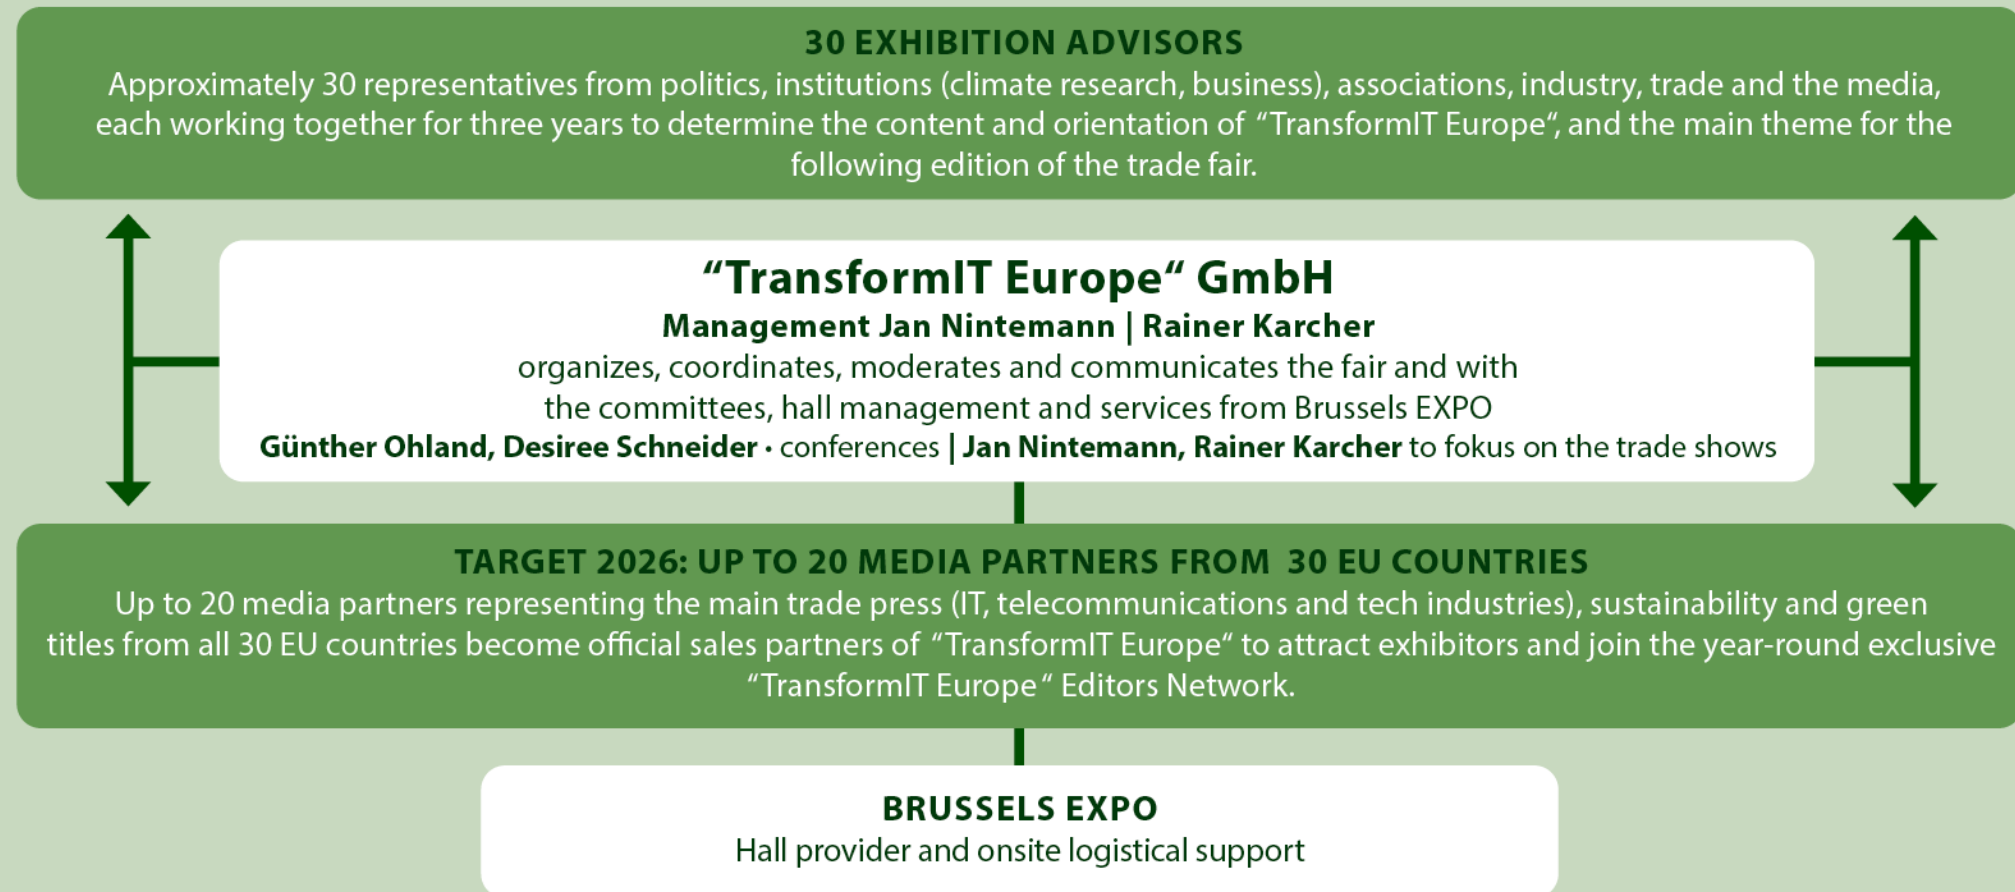 30 EXHIBITION ADVISORS
Approximately 30 representatives from politics, institutions (climate research, business), associations, industry, trade and the media,
each working together for three years to determine the content and orientation of “TransformIT Europe“, and the main theme for the
following edition of the trade fair.
“TransformIT Europe“ GmbH
Management Jan Nintemann | Rainer Karcher
organizes, coordinates, moderates and communicates the fair and with
the committees, hall management and services from Brussels EXPO
Günther Ohland, Desiree Schneider • conferences | Jan Nintemann, Rainer Karcher to fokus on the trade shows
TARGET 2026: UP TO 20 MEDIA PARTNERS FROM 30 EU COUNTRIES
Up to 20 media partners representing the main trade press (IT, telecommunications and tech industries), sustainability and green
titles from all 30 EU countries become official sales partners of “TransformIT Europe“ to attract exhibitors and join the year-round exclusive
“TransformIT Europe“ Editors Network.
BRUSSELS EXPO
Hall provider and onsite logistical support